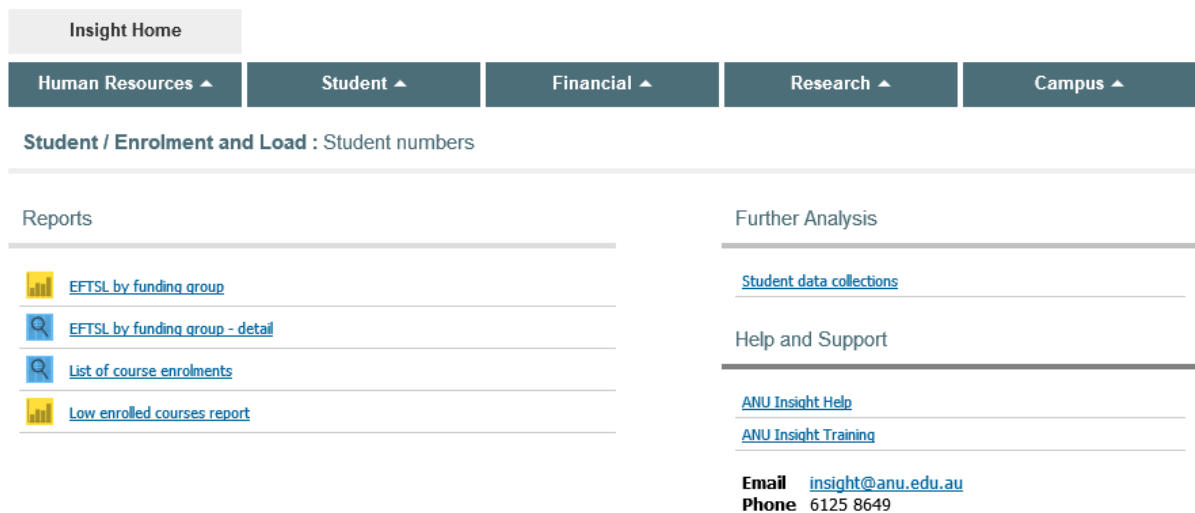 Insight Home
Human Resources
Student
Financial
Research
Campus
Student / Enrolment and Load : Student numbers
Reports
EFTSL by funding group
EFTSL by funding group - detail
List of course enrolments
Low enrolled courses report
Further Analysis
Student data collections
Help and Support
ANU Insight Help
ANU Insight Training
Email insight@anu.edu.au
Phone 6125 8649